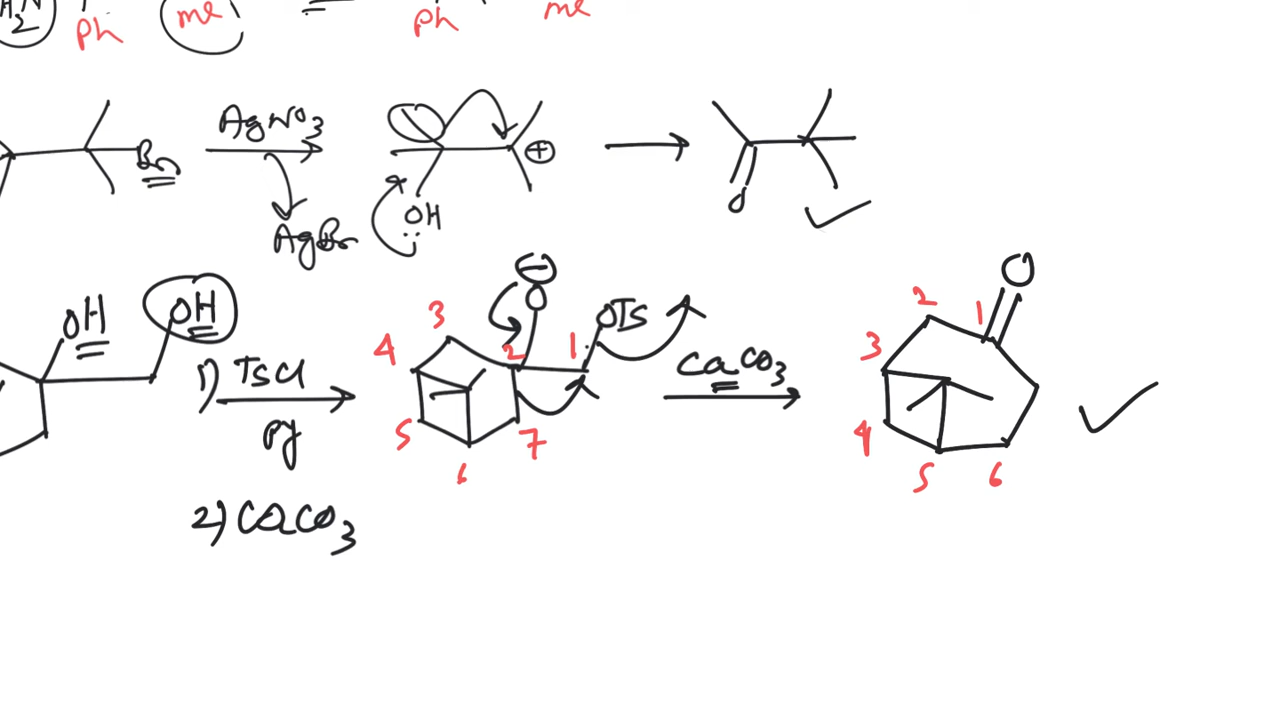 Ph me Ph me
AgNO3
Br
⊕
OH
O
AgBr
OH OH
⊖
O
OTs
O
3 2 1
4
5 6 7
1) TsCl
py
CaCO3
2 1
3
4
5 6
2) CaCO3